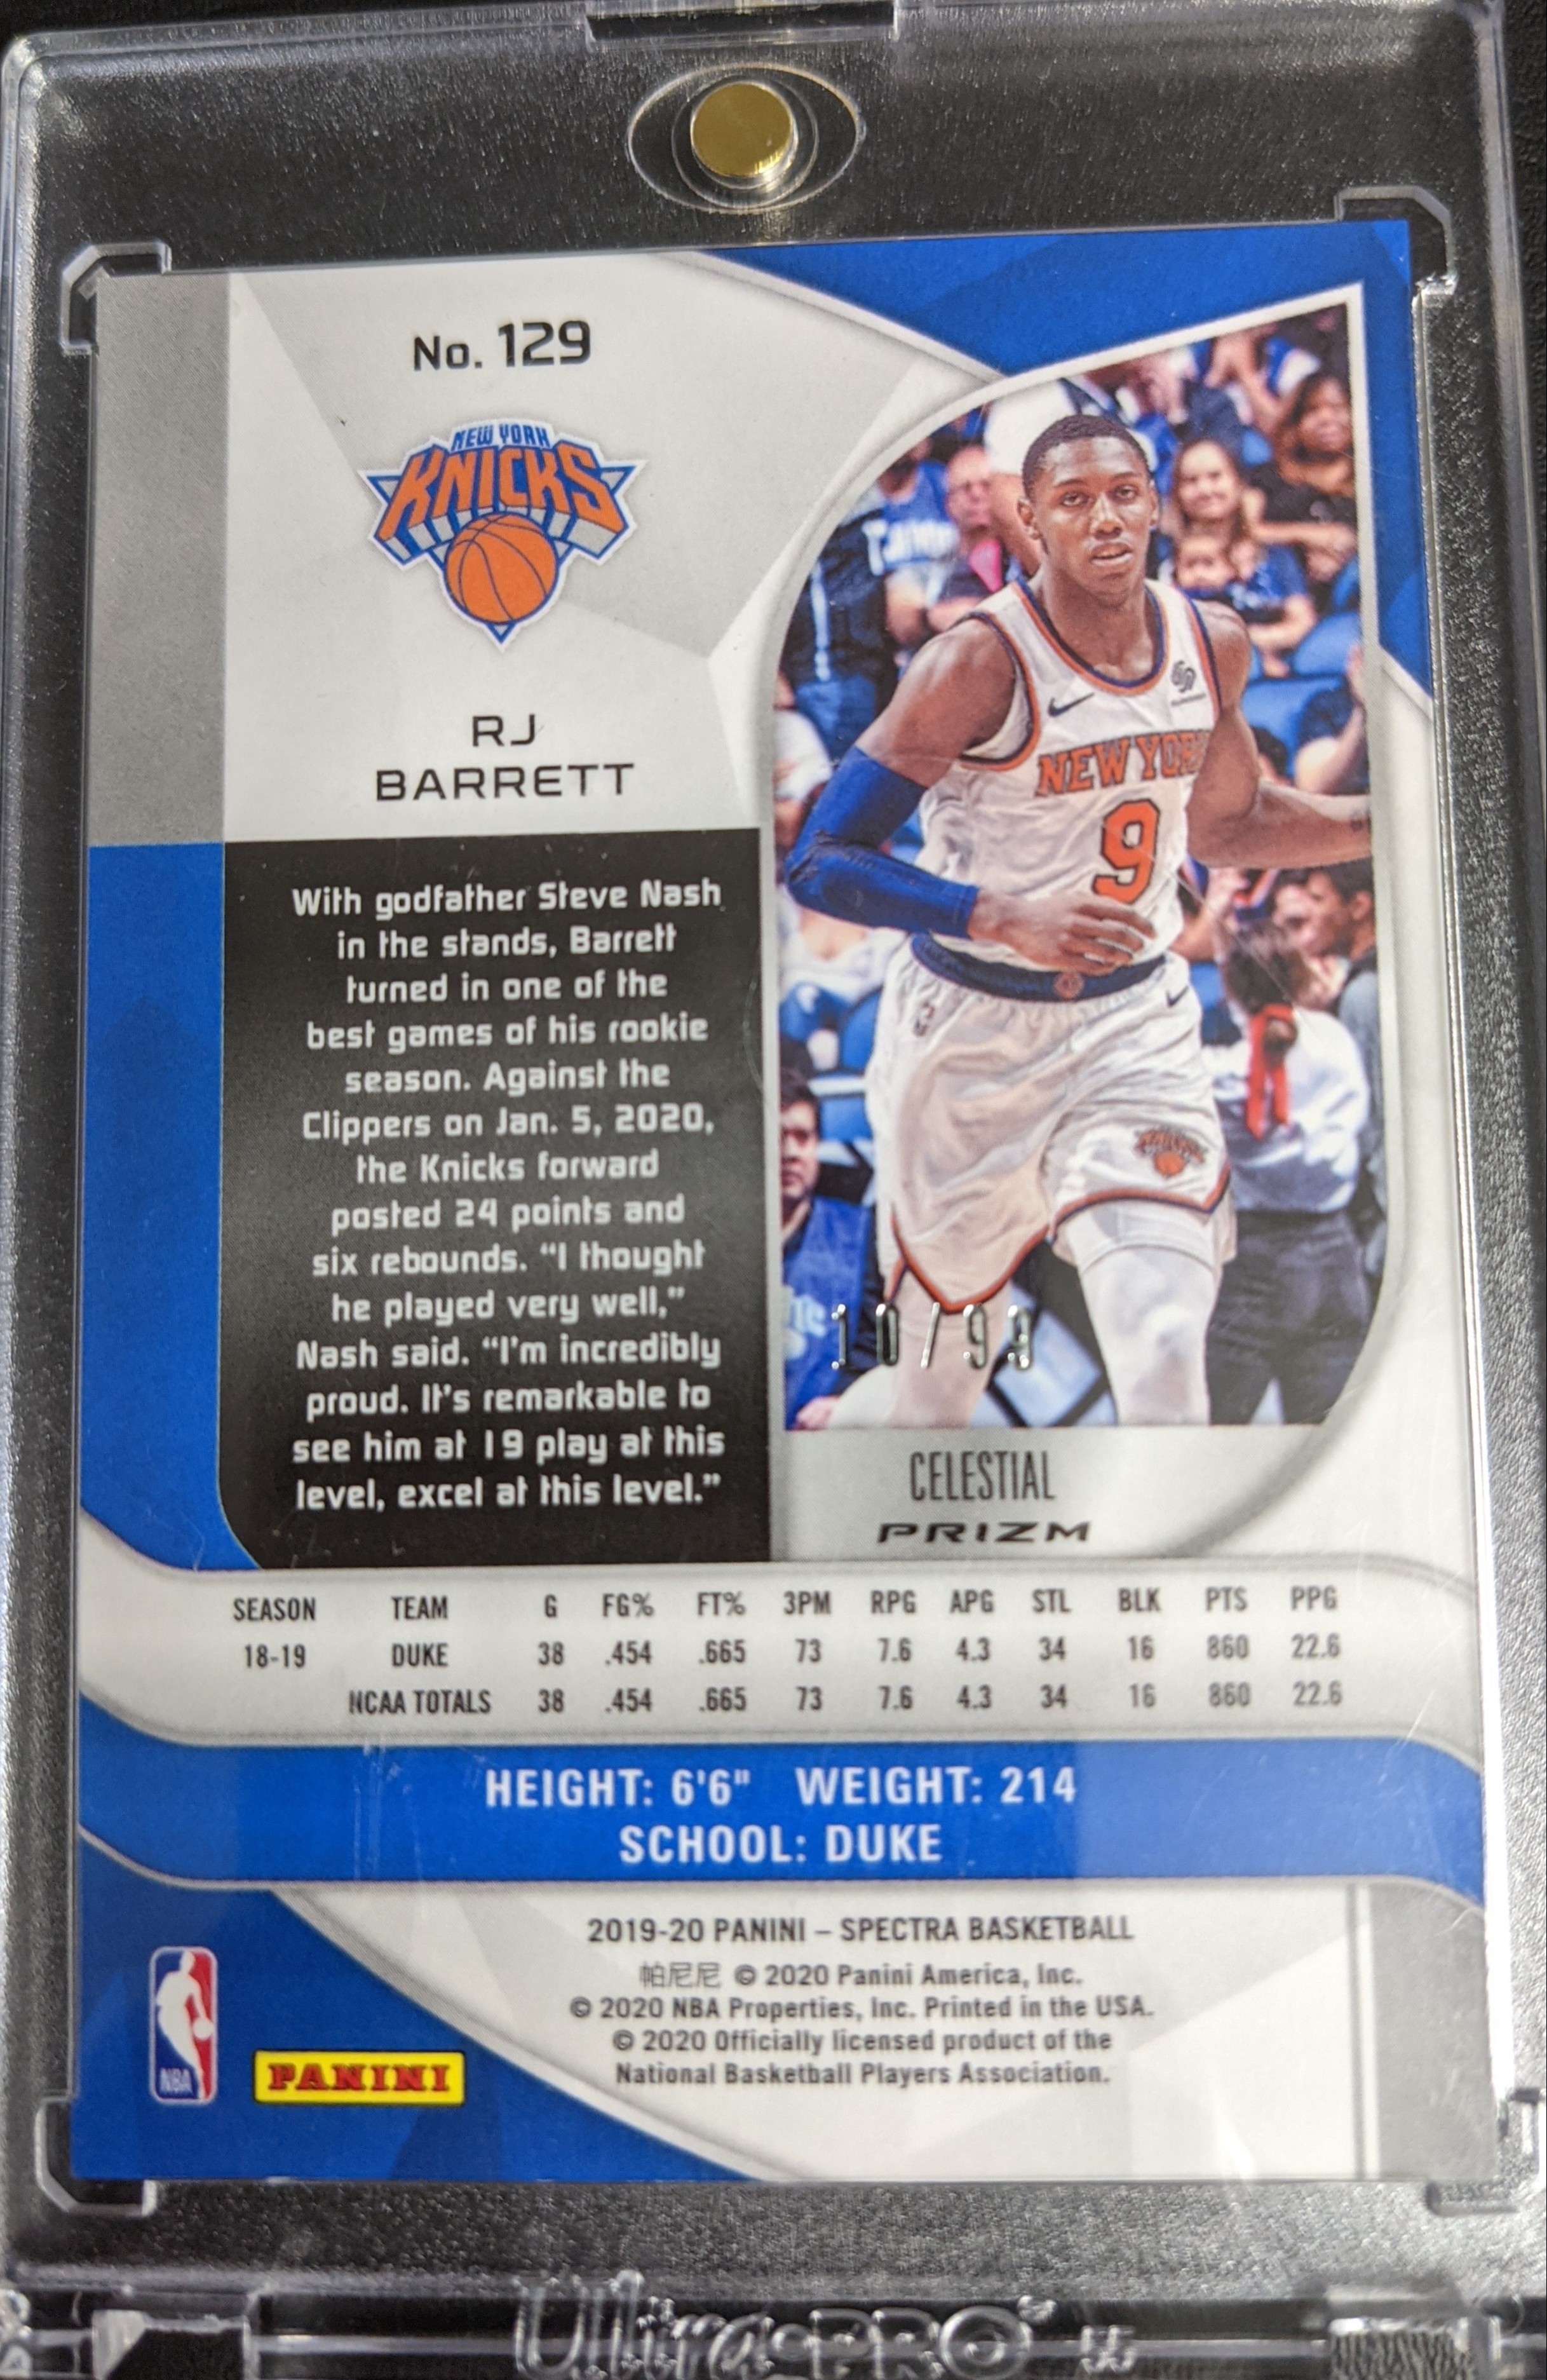 No. 129
NEW YORK
KNICKS
RJ
BARRETT
With godfather Steve Nash
in the stands, Barrett
turned in one of the
best games of his rookie
season. Against the
Clippers on Jan. 5, 2020,
the Knicks forward
posted 24 points and
six rebounds. “I thought
he played very well,”
Nash said. “I'm incredibly
proud. It's remarkable to
see him at 19 play at this
level, excel at this level.”
NEW YORK
9
KNICKS
10/99
CELESTIAL
PRIZM
SEASON TEAM G FG% FT% 3PM RPG APG STL BLK PTS PPG
18-19 DUKE 38 .454 .665 73 7.6 4.3 34 16 860 22.6
NCAA TOTALS 38 .454 .665 73 7.6 4.3 34 16 860 22.6
HEIGHT: 6'6" WEIGHT: 214
SCHOOL: DUKE
2019-20 PANINI – SPECTRA BASKETBALL
帕尼尼 © 2020 Panini America, Inc.
© 2020 NBA Properties, Inc. Printed in the USA.
© 2020 Officially licensed product of the
National Basketball Players Association.
NBA
PANINI
Ultra PRO